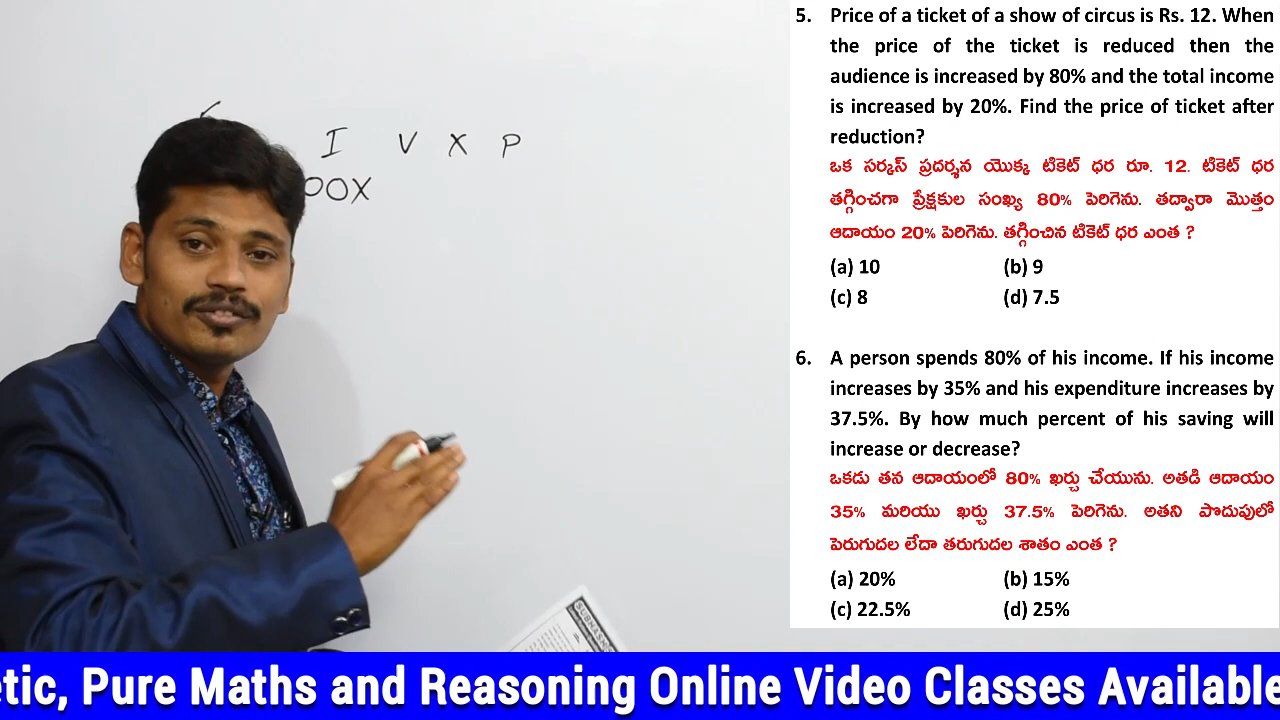 I V X P
00X
5. Price of a ticket of a show of circus is Rs. 12. When
the price of the ticket is reduced then the
audience is increased by 80% and the total income
is increased by 20%. Find the price of ticket after
reduction?
ఒక సర్కస్ ప్రదర్శన యొక్క టికెట్ ధర రూ. 12. టికెట్ ధర
తగ్గించగా ప్రేక్షకుల సంఖ్య 80% పెరిగెను. తద్వారా మొత్తం
ఆదాయం 20% పెరిగెను. తగ్గించిన టికెట్ ధర ఎంత ?
(a) 10 (b) 9
(c) 8 (d) 7.5
6. A person spends 80% of his income. If his income
increases by 35% and his expenditure increases by
37.5%. By how much percent of his saving will
increase or decrease?
ఒకడు తన ఆదాయంలో 80% ఖర్చు చేయును. అతడి ఆదాయం
35% మరియు ఖర్చు 37.5% పెరిగెను. అతని పొదుపులో
పెరుగుదల లేదా తరుగుదల శాతం ఎంత ?
(a) 20% (b) 15%
(c) 22.5% (d) 25%
SUBHASH
etic, Pure Maths and Reasoning Online Video Classes Available